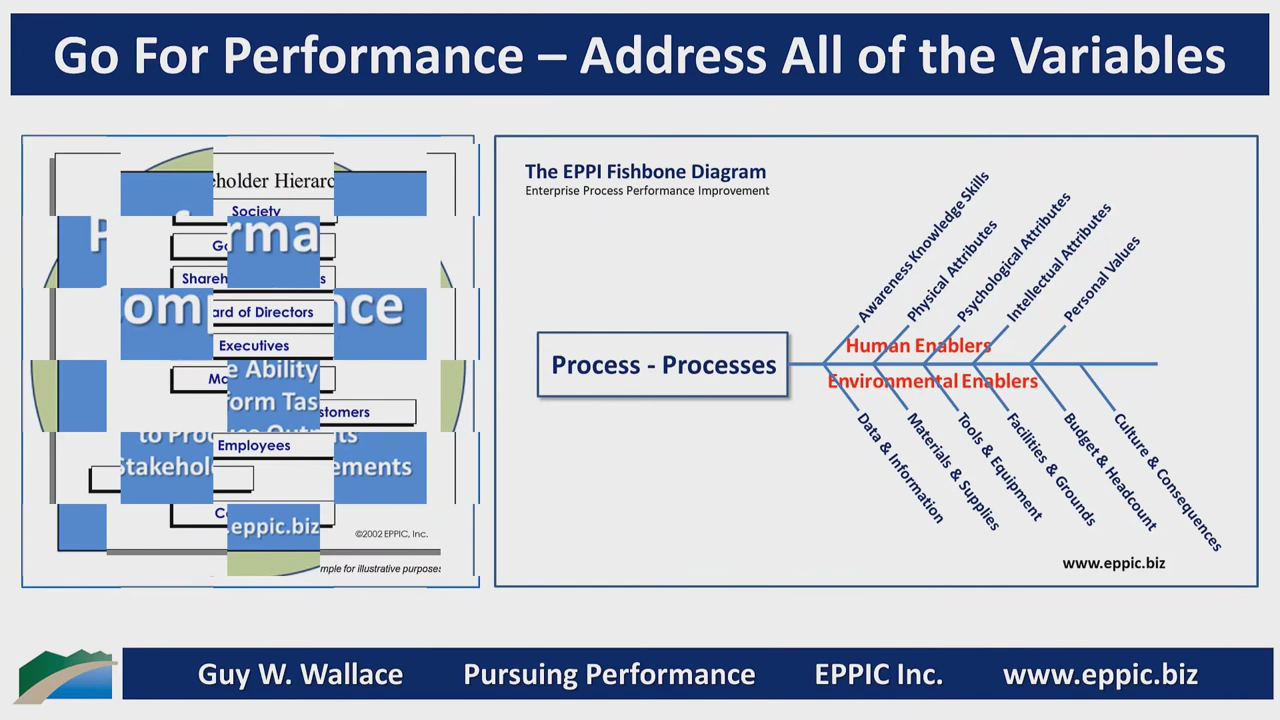 Go For Performance – Address All of the Variables
Society
ard of Directors
Executives
e Ability
Employees
.eppic.biz
©2002 EPPIC, Inc.
The EPPI Fishbone Diagram
Enterprise Process Performance Improvement
Process - Processes
Awareness Knowledge Skills
Physical Attributes
Psychological Attributes
Intellectual Attributes
Personal Values
Human Enablers
Environmental Enablers
Data & Information
Materials & Supplies
Tools & Equipment
Facilities & Grounds
Budget & Headcount
Culture & Consequences
www.eppic.biz
Guy W. Wallace Pursuing Performance EPPIC Inc. www.eppic.biz